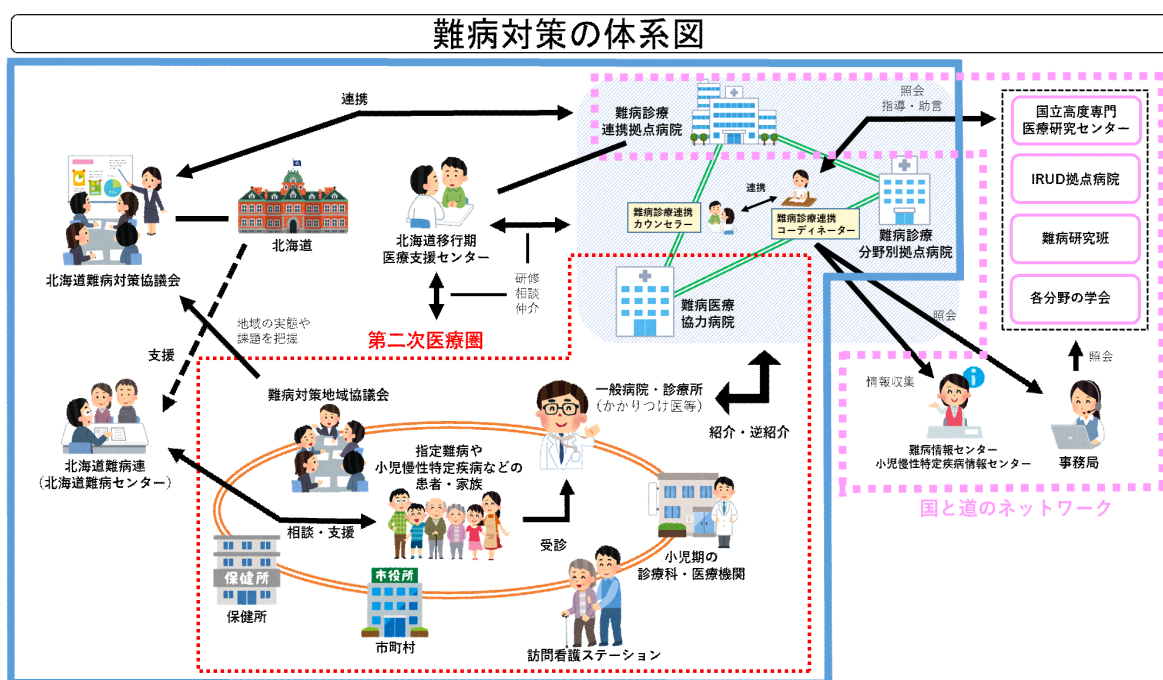 難病対策の体系図
連携
北海道難病対策協議会
北海道
北海道移行期
医療支援センター
研修
相談
仲介
第二次医療圏
難病診療
連携拠点病院
照会
指導・助言
連携
難病診療連携
カウンセラー
難病診療連携
コーディネーター
難病診療
分野別拠点病院
難病医療
協力病院
国立高度専門
医療研究センター
IRUD拠点病院
難病研究班
各分野の学会
照会
照会
情報収集
難病情報センター
小児慢性特定疾病情報センター
事務局
国と道のネットワーク
地域の実態や
課題を把握
支援
北海道難病連
(北海道難病センター)
難病対策地域協議会
一般病院・診療所
(かかりつけ医等)
紹介・逆紹介
指定難病や
小児慢性特定疾病などの
患者・家族
相談・支援
受診
小児期の
診療科・医療機関
保健所
保健所
市役所
市町村
訪問看護ステーション